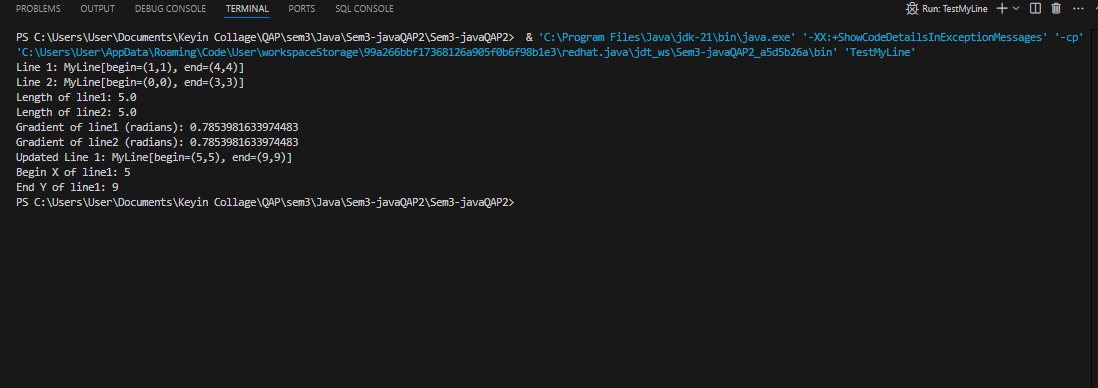 PROBLEMS OUTPUT DEBUG CONSOLE TERMINAL PORTS SQL CONSOLE Run: TestMyLine
PS C:\Users\User\Documents\Keyin Collage\QAP\sem3\Java\Sem3-javaQAP2\Sem3-javaQAP2> & 'C:\Program Files\Java\jdk-21\bin\java.exe' '-XX:+ShowCodeDetailsInExceptionMessages' '-cp'
'C:\Users\User\AppData\Roaming\Code\User\workspaceStorage\99a266bbf17368126a905f0b6f98b1e3\redhat.java\jdt_ws\Sem3-javaQAP2_a5d5b26a\bin' 'TestMyLine'
Line 1: MyLine[begin=(1,1), end=(4,4)]
Line 2: MyLine[begin=(0,0), end=(3,3)]
Length of line1: 5.0
Length of line2: 5.0
Gradient of line1 (radians): 0.7853981633974483
Gradient of line2 (radians): 0.7853981633974483
Updated Line 1: MyLine[begin=(5,5), end=(9,9)]
Begin X of line1: 5
End Y of line1: 9
PS C:\Users\User\Documents\Keyin Collage\QAP\sem3\Java\Sem3-javaQAP2\Sem3-javaQAP2>